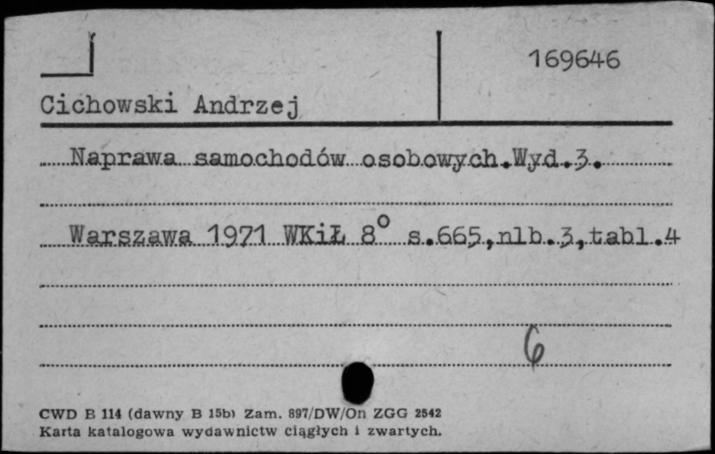 169646
Cichowski Andrzej
Naprawa samochodów osobowych.Wyd.3.
Warszawa 1971 WKiŁ 8° s.665,nlb.3,tabl.4
6
CWD B 114 (dawny B 15b) Zam. 897/DW/On ZGG 2542
Karta katalogowa wydawnictw ciągłych i zwartych.